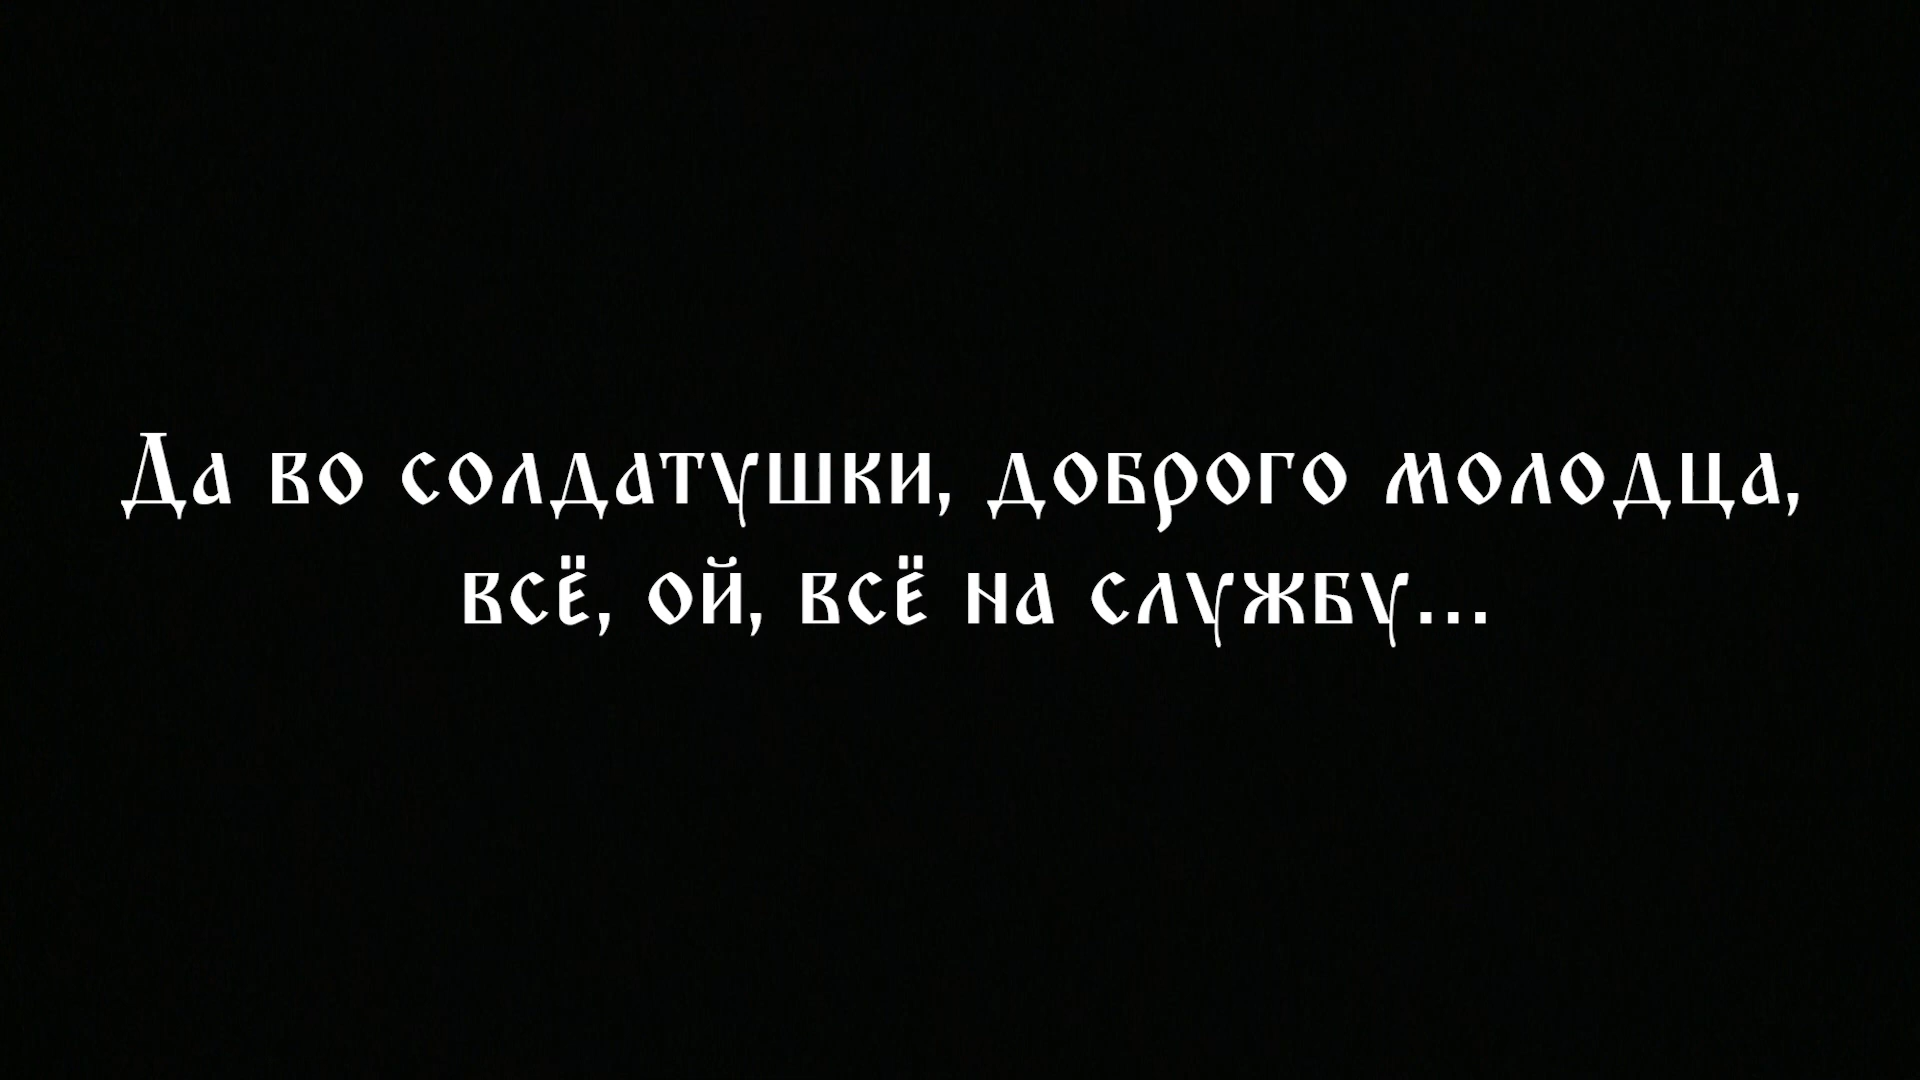 Да во солдатушки, доброго молодца,
всё, ой, всё на службу...